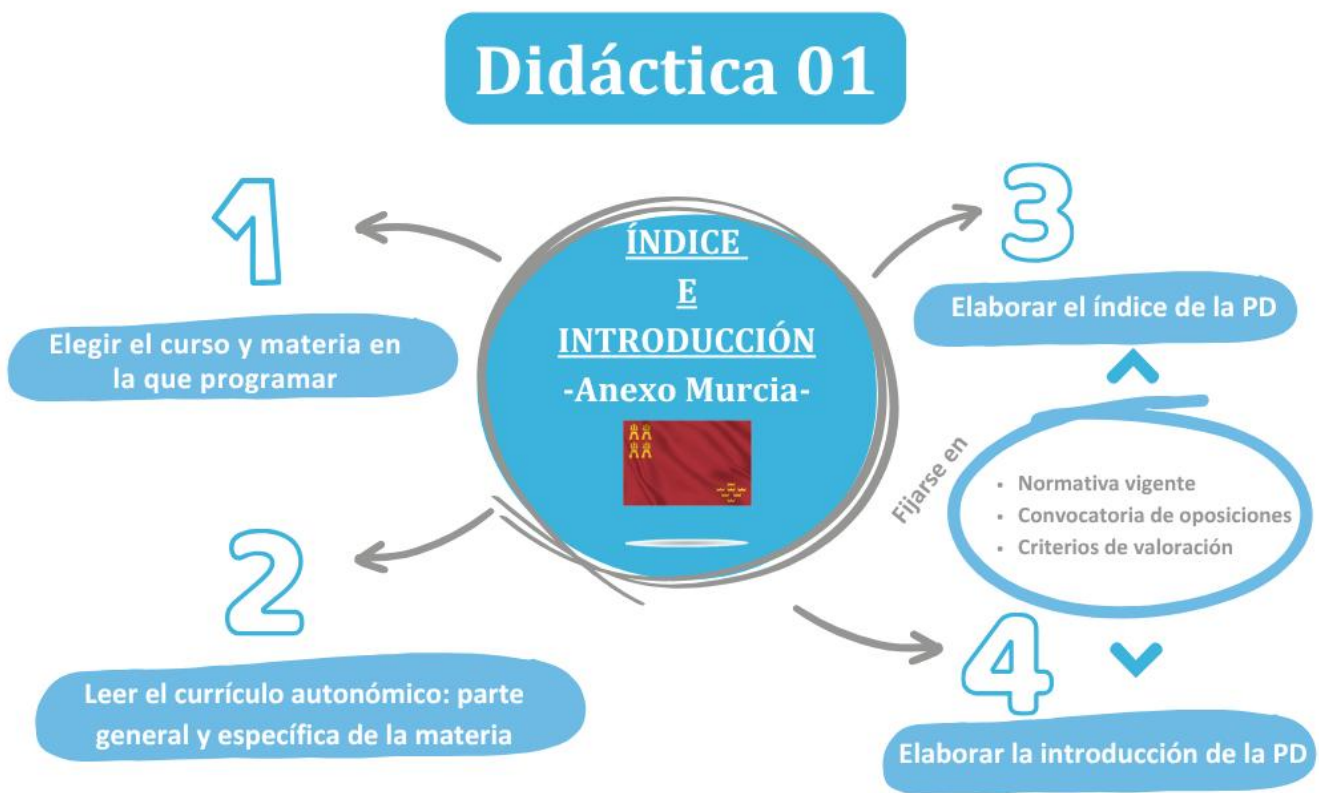 Didáctica 01
1
Elegir el curso y materia en
la que programar
2
Leer el currículo autonómico: parte
general y específica de la materia
ÍNDICE
E
INTRODUCCIÓN
-Anexo Murcia-
3
Elaborar el índice de la PD
Fijarse en
• Normativa vigente
• Convocatoria de oposiciones
• Criterios de valoración
4
Elaborar la introducción de la PD